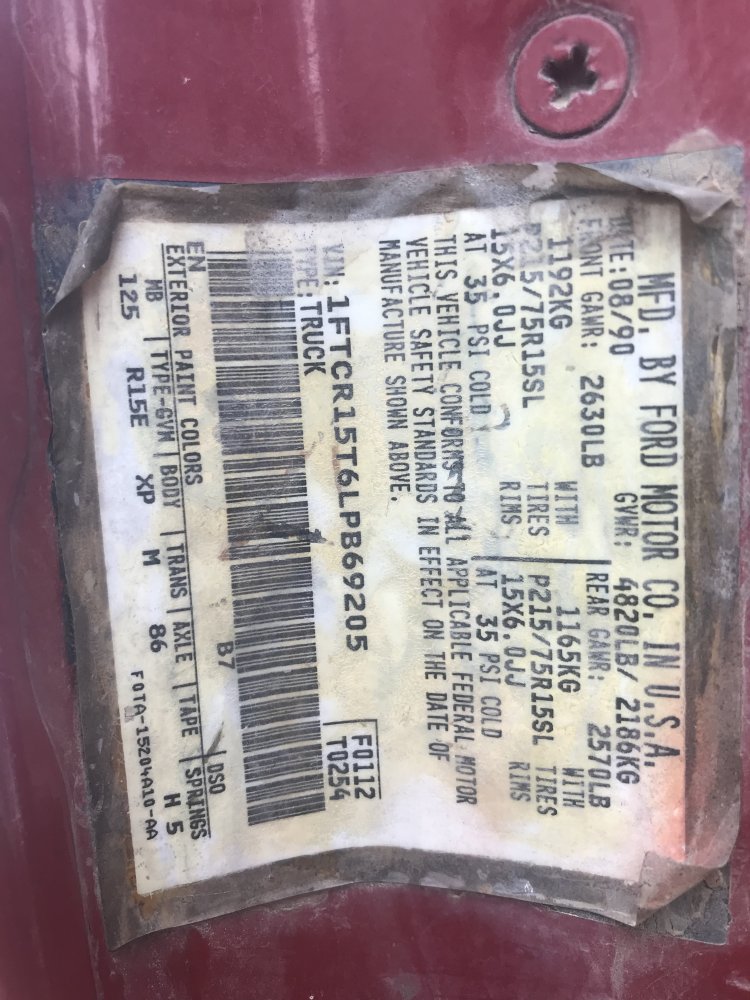 MFD. BY FORD MOTOR CO. IN U.S.A.
DATE:08/90 GVWR: 4820LB/ 2186KG
FRONT GAWR: 2630LB REAR GAWR: 2570LB
1192KG WITH 1165KG WITH
P215/75R15SL TIRES P215/75R15SL TIRES
15X6.0JJ RIMS 15X6.0JJ RIMS
AT 35 PSI COLD AT 35 PSI COLD
THIS VEHICLE CONFORMS TO ALL APPLICABLE FEDERAL MOTOR
VEHICLE SAFETY STANDARDS IN EFFECT ON THE DATE OF
MANUFACTURE SHOWN ABOVE.
VIN: 1FTCR15T6LPB69205 F0112
TYPE:TRUCK T0254
EN B7 DSO
EXTERIOR PAINT COLORS
WB TYPE-GVM BODY TRANS AXLE TAPE SPRINGS
125 R15E XP M 86 H 5
F0TA-15204A10-AA